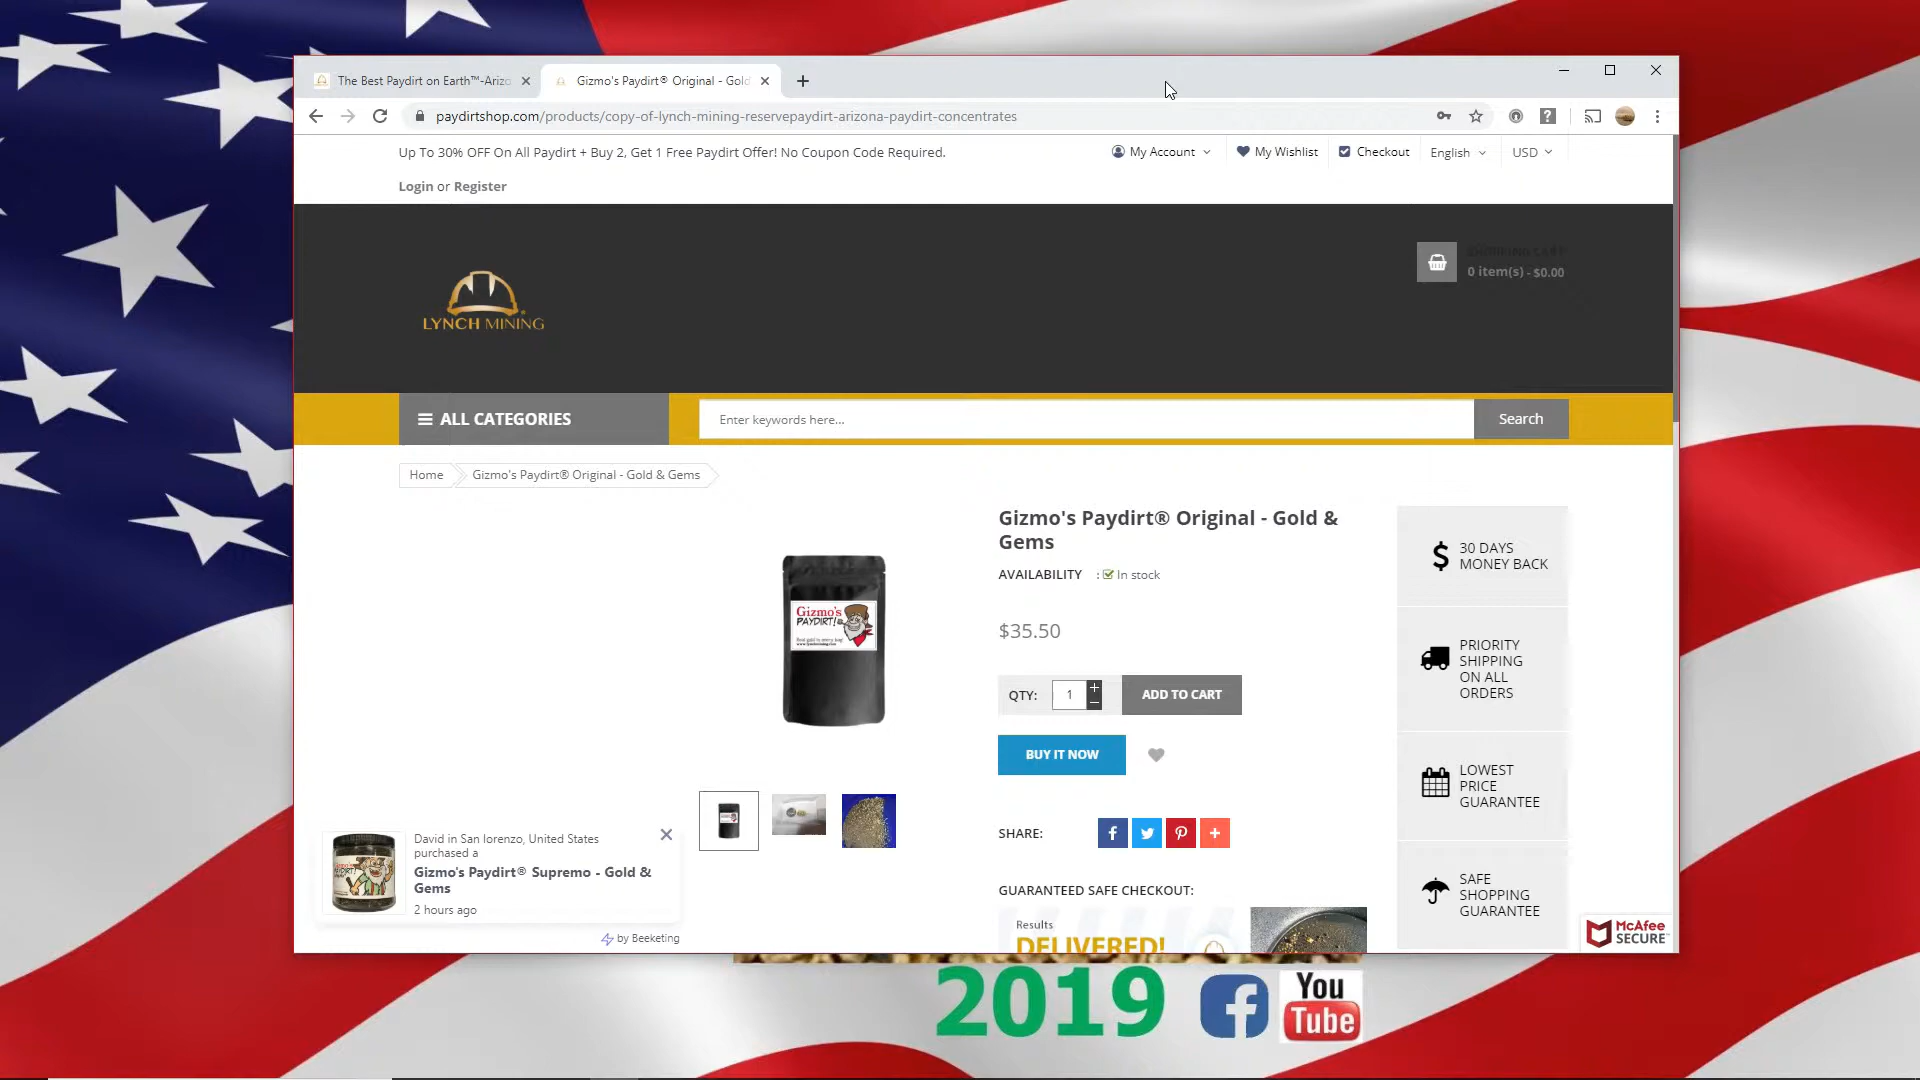 The Best Paydirt on Earth™-Arizo
Gizmo's Paydirt® Original - Gold
paydirtshop.com/products/copy-of-lynch-mining-reservepaydirt-arizona-paydirt-concentrates
Up To 30% OFF On All Paydirt + Buy 2, Get 1 Free Paydirt Offer! No Coupon Code Required.
My Account
My Wishlist
Checkout
English
USD
Login or Register
SHOPPING CART
0 item(s) - $0.00
LYNCH MINING
ALL CATEGORIES
Enter keywords here...
Search
Home
Gizmo's Paydirt® Original - Gold & Gems
Gizmo's Paydirt® Original - Gold &
Gems
AVAILABILITY : In stock
$35.50
QTY: 1
+
−
ADD TO CART
BUY IT NOW
SHARE:
GUARANTEED SAFE CHECKOUT:
Results
DELIVERED!
30 DAYS
MONEY BACK
PRIORITY
SHIPPING
ON ALL
ORDERS
LOWEST
PRICE
GUARANTEE
SAFE
SHOPPING
GUARANTEE
Gizmo's
PAYDIRT!
David in San lorenzo, United States
purchased a
Gizmo's Paydirt® Supremo - Gold &
Gems
2 hours ago
by Beeketing
McAfee
SECURE
2019
You
Tube